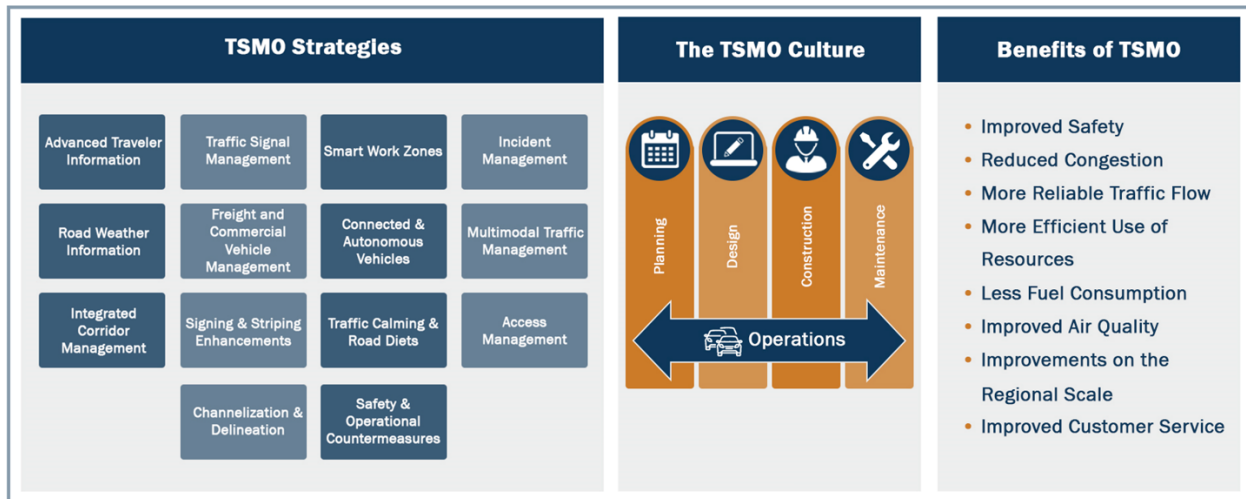 TSMO Strategies
Advanced Traveler
Information
Traffic Signal
Management
Smart Work Zones
Incident
Management
Road Weather
Information
Freight and
Commercial
Vehicle
Management
Connected &
Autonomous
Vehicles
Multimodal Traffic
Management
Integrated
Corridor
Management
Signing & Striping
Enhancements
Traffic Calming &
Road Diets
Access
Management
Channelization &
Delineation
Safety &
Operational
Countermeasures
The TSMO Culture
Planning
Design
Construction
Maintenance
Operations
Benefits of TSMO
• Improved Safety
• Reduced Congestion
• More Reliable Traffic Flow
• More Efficient Use of
Resources
• Less Fuel Consumption
• Improved Air Quality
• Improvements on the
Regional Scale
• Improved Customer Service